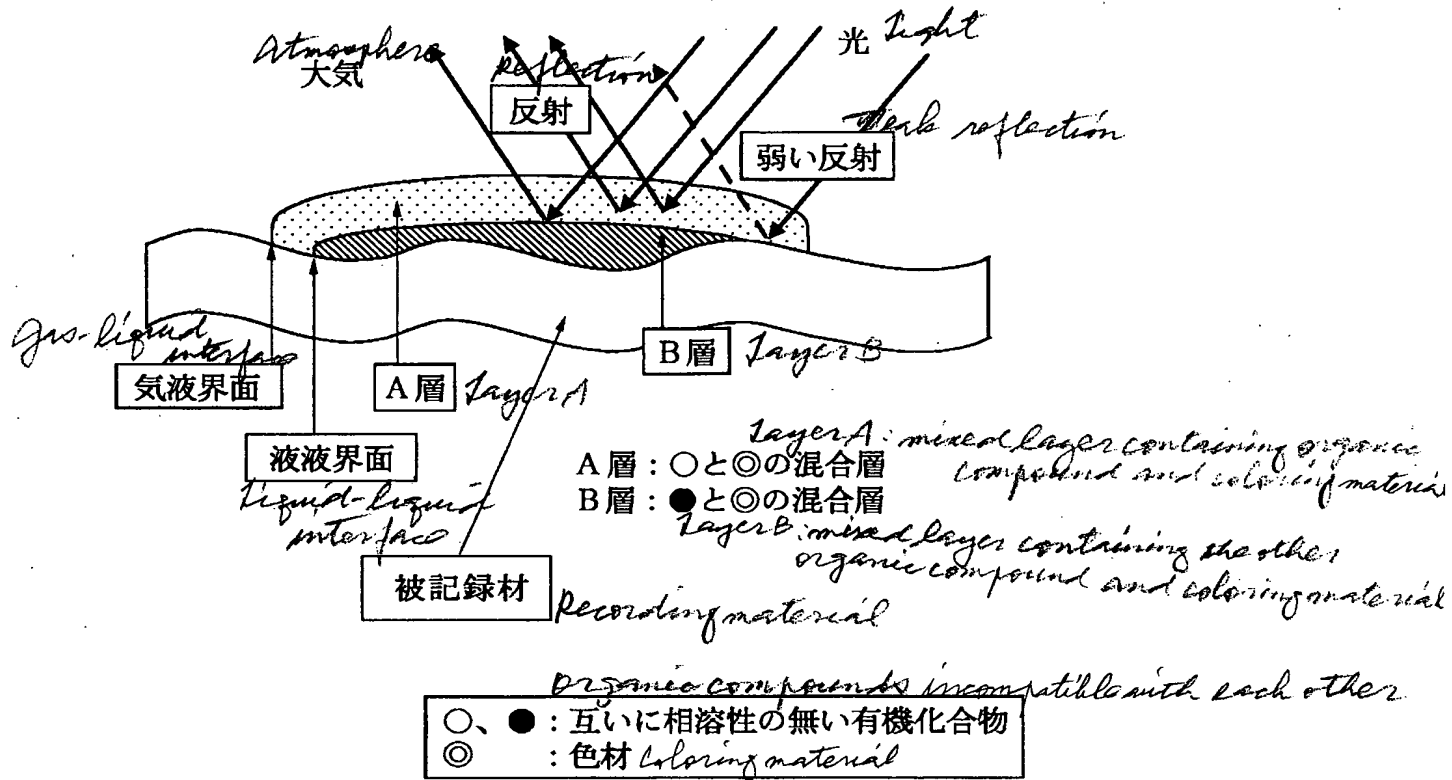 Atmosphere
大気
Reflection
反射
光 Light
Weak reflection
弱い反射
Gas-liquid
interface
気液界面
A層 Layer A
B層 Layer B
液液界面
Liquid-liquid
interface
Layer A: mixed layer containing organic
compound and coloring material
A層：○と◎の混合層
B層：●と◎の混合層
Layer B: mixed layer containing the other
organic compound and coloring material
被記録材
Recording material
organic compounds incompatible with each other
○、●：互いに相溶性の無い有機化合物
◎：色材 Coloring material